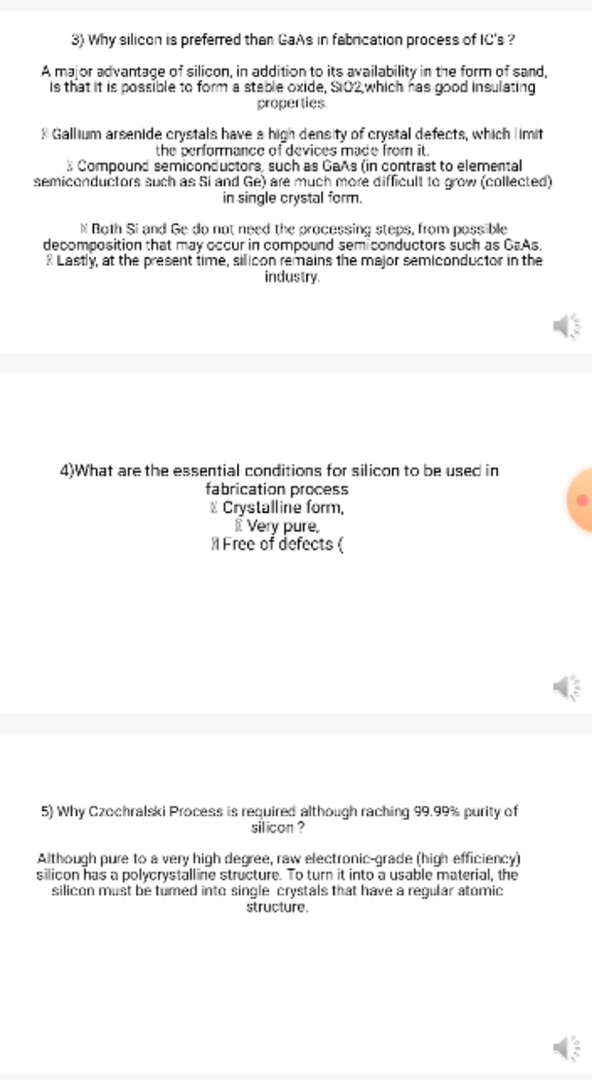 3) Why silicon is preferred than GaAs in fabrication process of IC's ?
A major advantage of silicon, in addition to its availability in the form of sand,
is that it is possible to form a stable oxide, SiO2,which has good insulating
properties.
Gallium arsenide crystals have a high density of crystal defects, which limit
the performance of devices made from it.
Compound semiconductors, such as GaAs (in contrast to elemental
semiconductors such as Si and Ge) are much more difficult to grow (collected)
in single crystal form.
Both Si and Ge do not need the processing steps, from possible
decomposition that may occur in compound semiconductors such as GaAs.
Lastly, at the present time, silicon remains the major semiconductor in the
industry.
4)What are the essential conditions for silicon to be used in
fabrication process
Crystalline form,
Very pure,
Free of defects (
5) Why Czochralski Process is required although raching 99.99% purity of
silicon ?
Although pure to a very high degree, raw electronic-grade (high efficiency)
silicon has a polycrystalline structure. To turn it into a usable material, the
silicon must be turned into single crystals that have a regular atomic
structure.